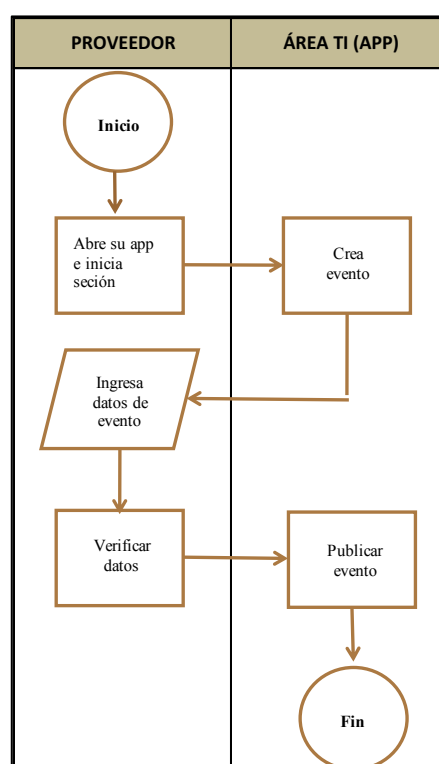 PROVEEDOR
ÁREA TI (APP)
Inicio
Abre su app
e inicia
seción
Crea
evento
Ingresa
datos de
evento
Verificar
datos
Publicar
evento
Fin